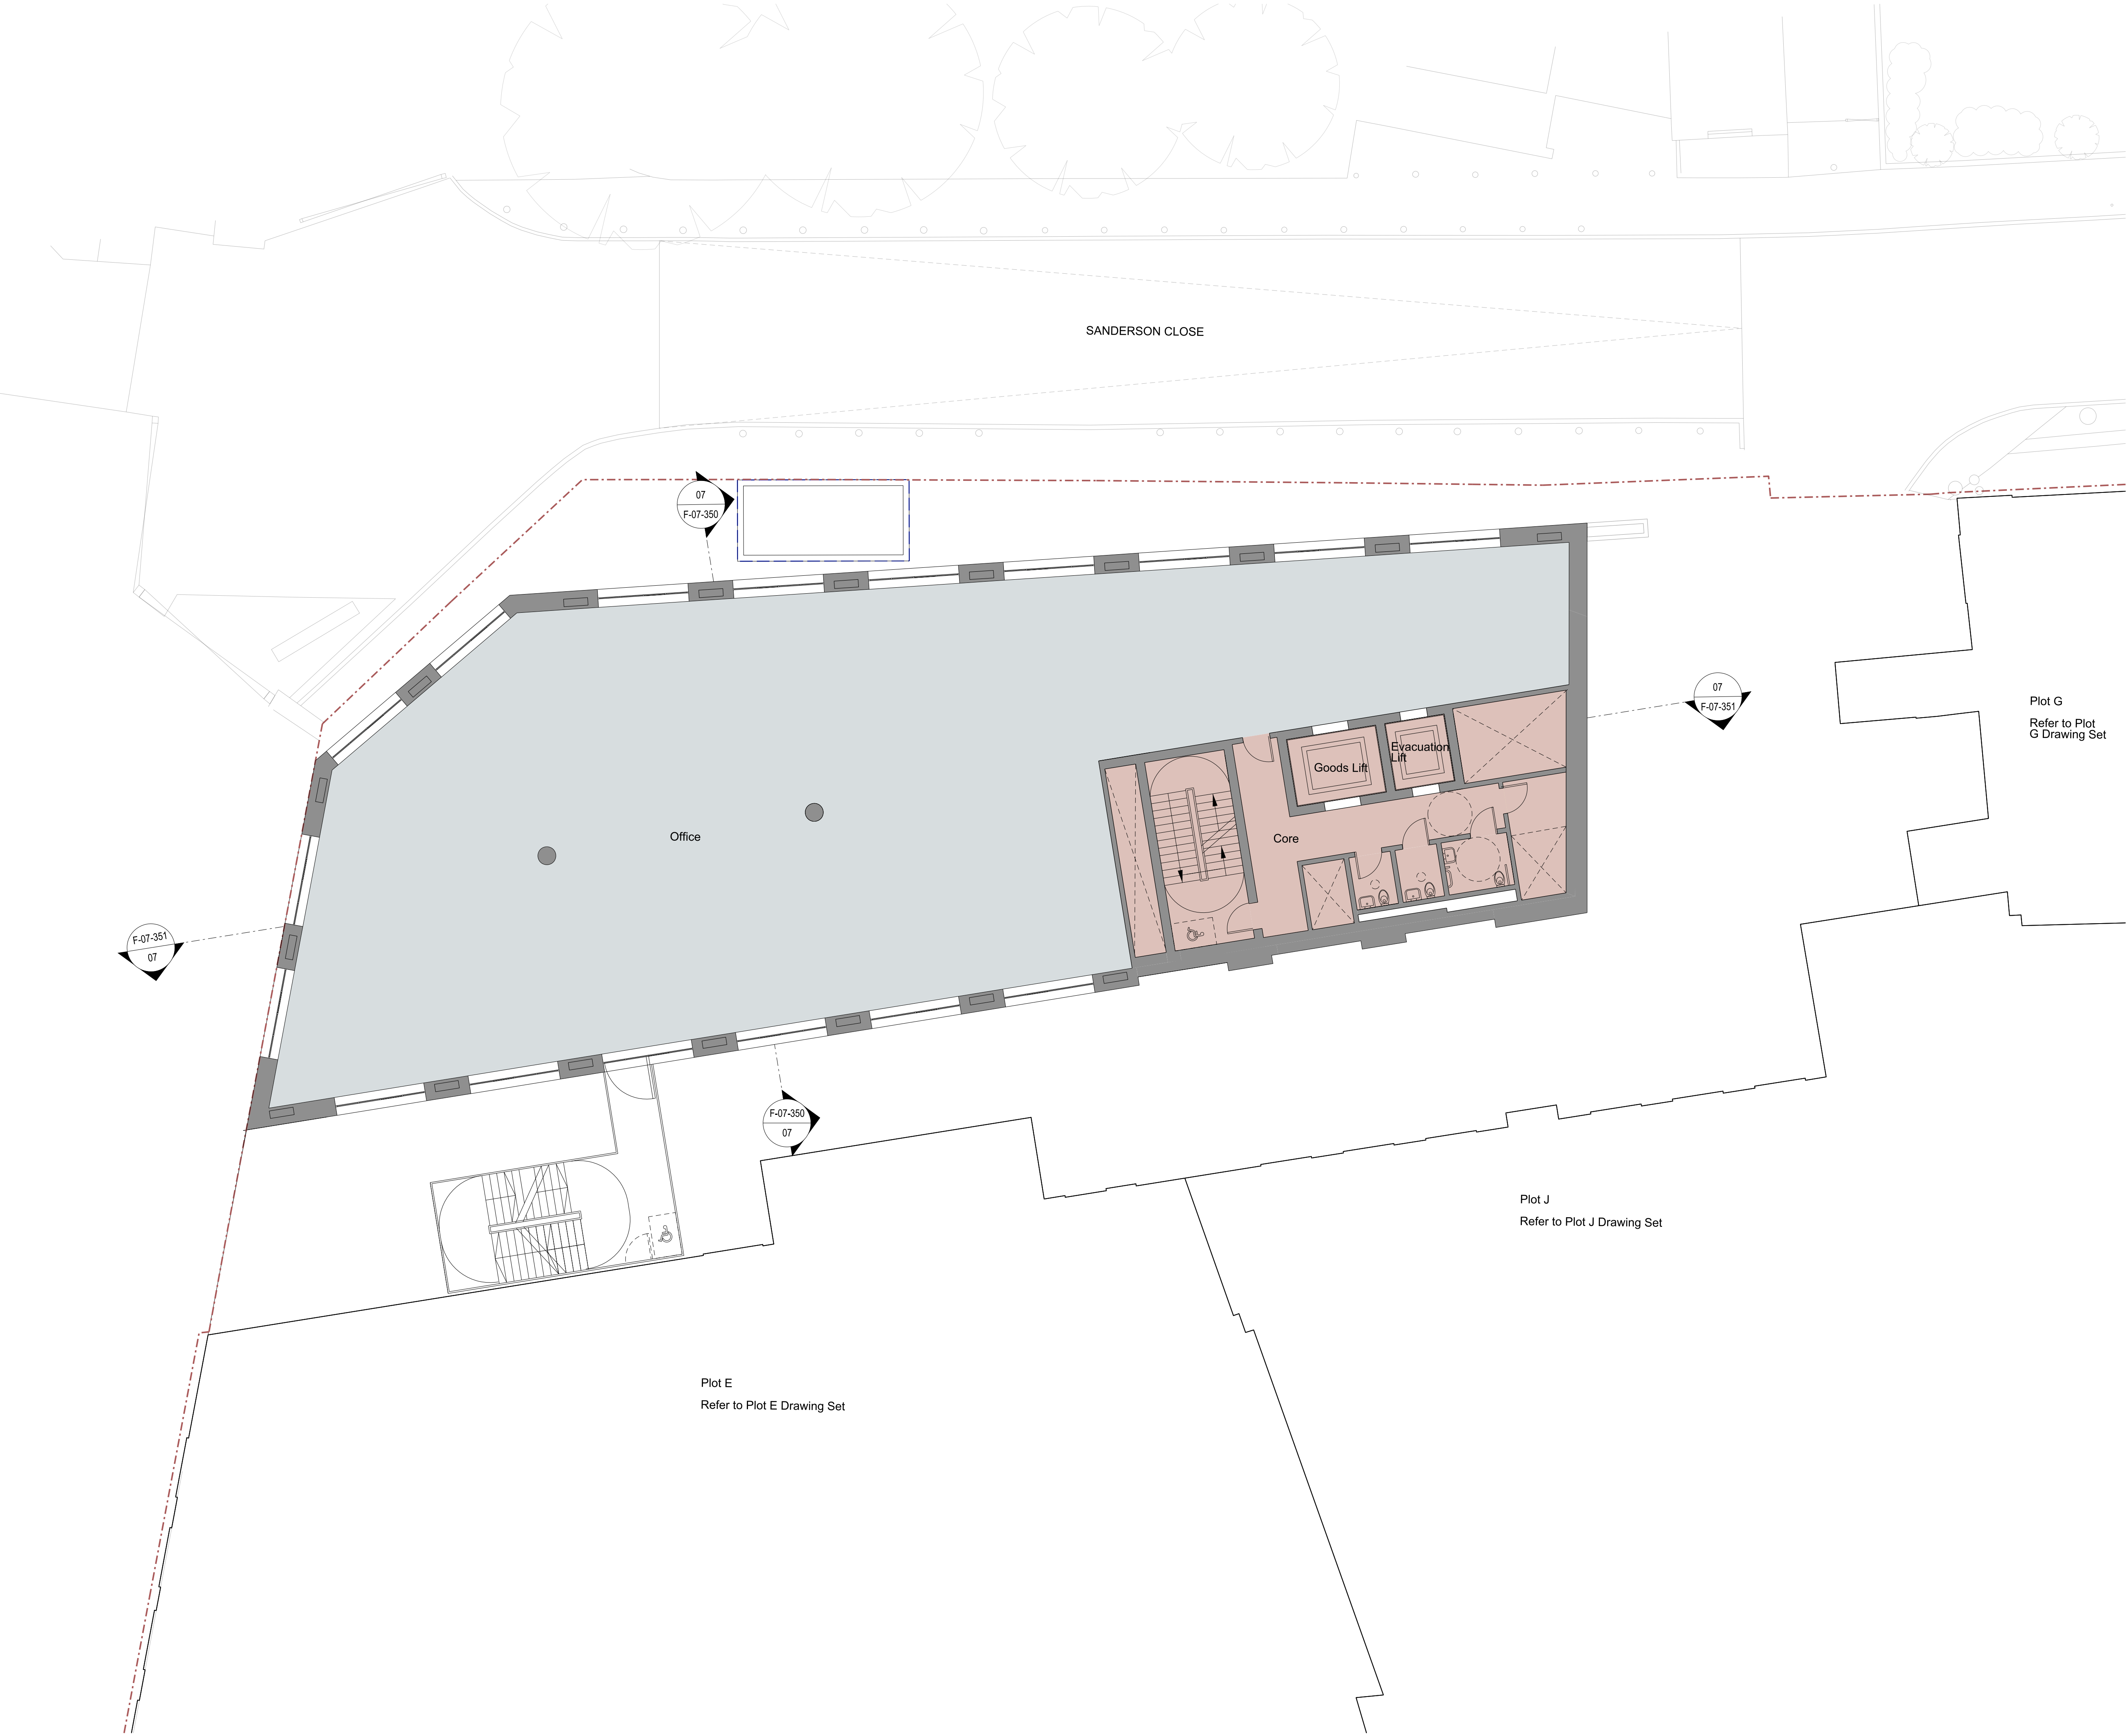 SANDERSON CLOSE
07
F-07-350
07
F-07-351
Plot G
Refer to Plot
G Drawing Set
Evacuation
Lift
Goods Lift
Office
Core
F-07-351
07
F-07-350
07
Plot J
Refer to Plot J Drawing Set
Plot E
Refer to Plot E Drawing Set